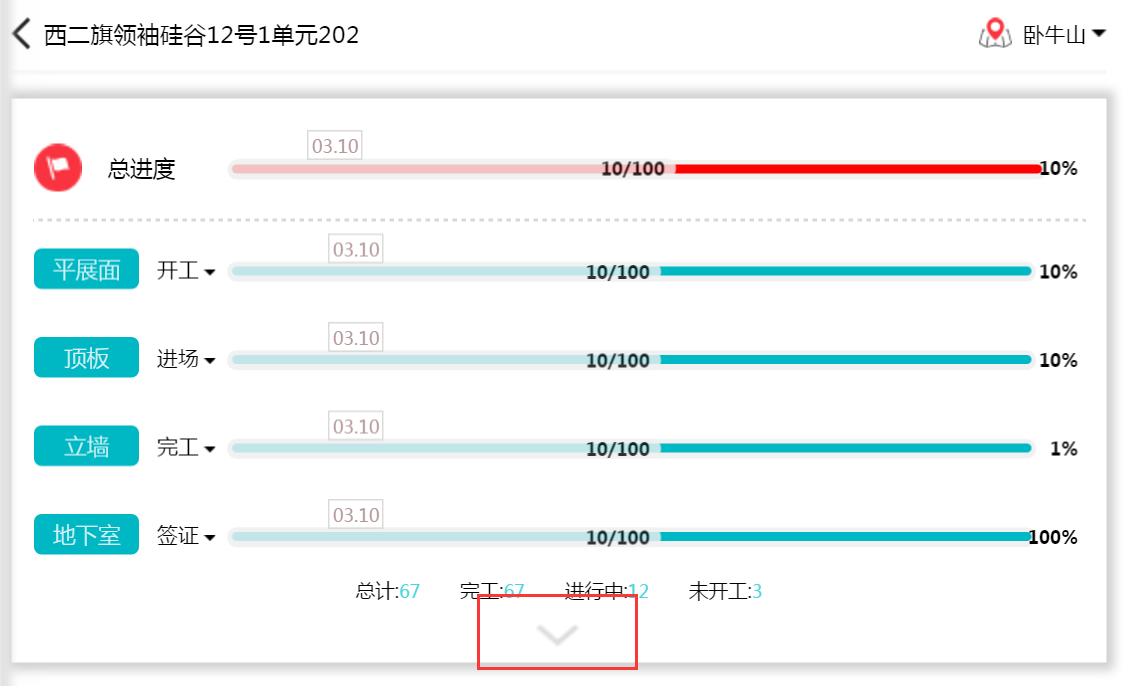 西二旗领袖硅谷12号1单元202
卧牛山
03.10
总进度 10/100 10%
03.10
平展面 开工 10/100 10%
03.10
顶板 进场 10/100 10%
03.10
立墙 完工 10/100 1%
03.10
地下室 签证 10/100 100%
总计:67 完工:67 进行中:12 未开工:3